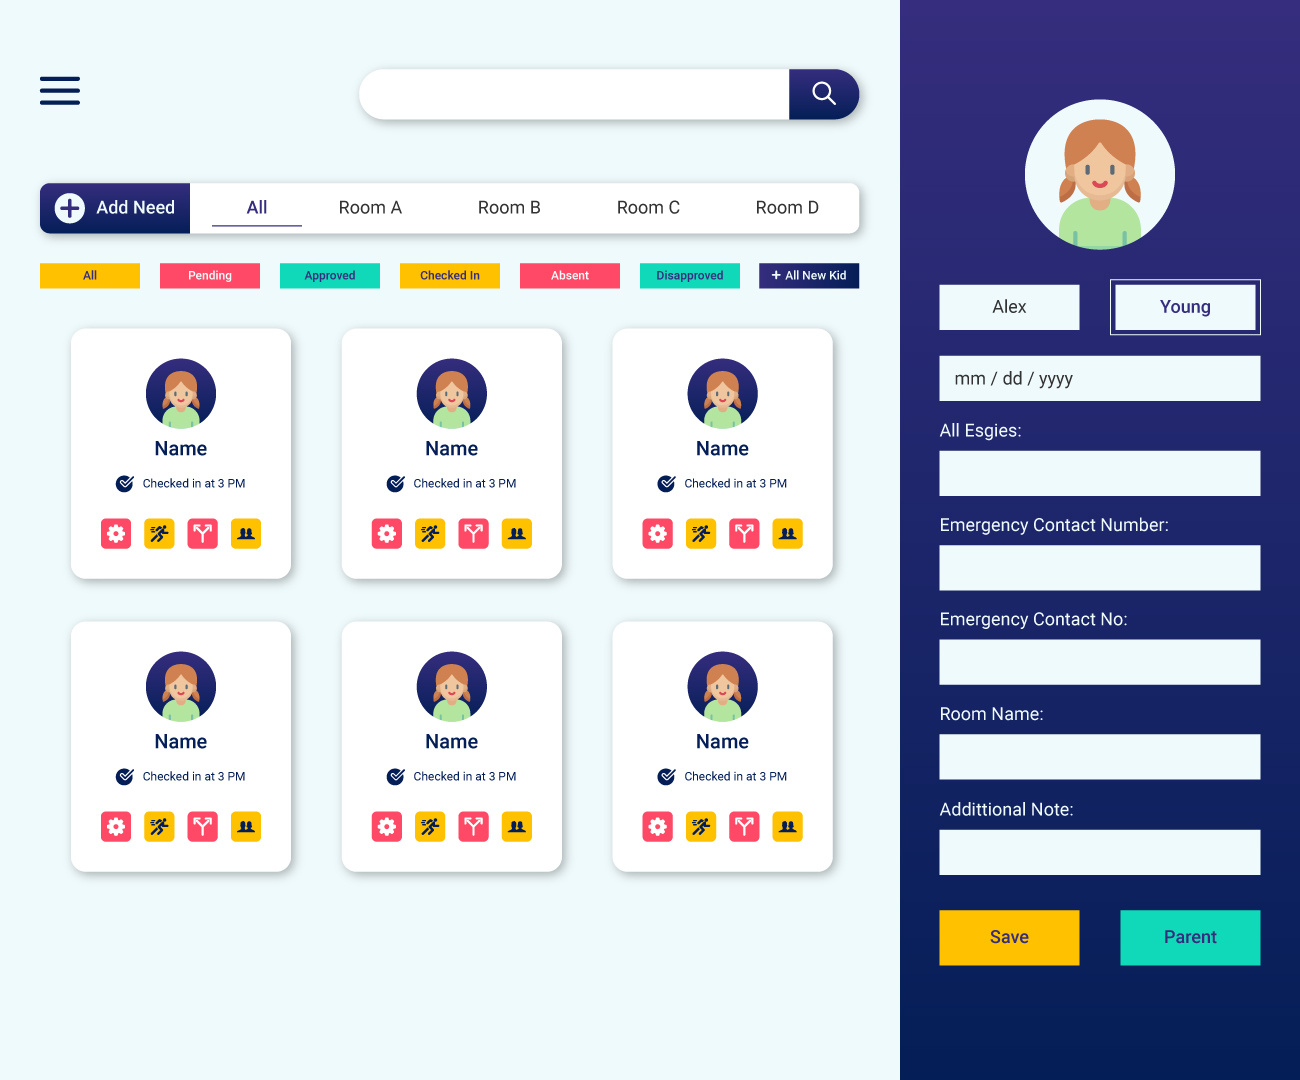 Add Need All Room A Room B Room C Room D
All Pending Approved Checked In Absent Disapproved + All New Kid
Name Name Name
Checked in at 3 PM Checked in at 3 PM Checked in at 3 PM
Name Name Name
Checked in at 3 PM Checked in at 3 PM Checked in at 3 PM
Alex Young
mm / dd / yyyy
All Esgies:
Emergency Contact Number:
Emergency Contact No:
Room Name:
Addittional Note:
Save Parent